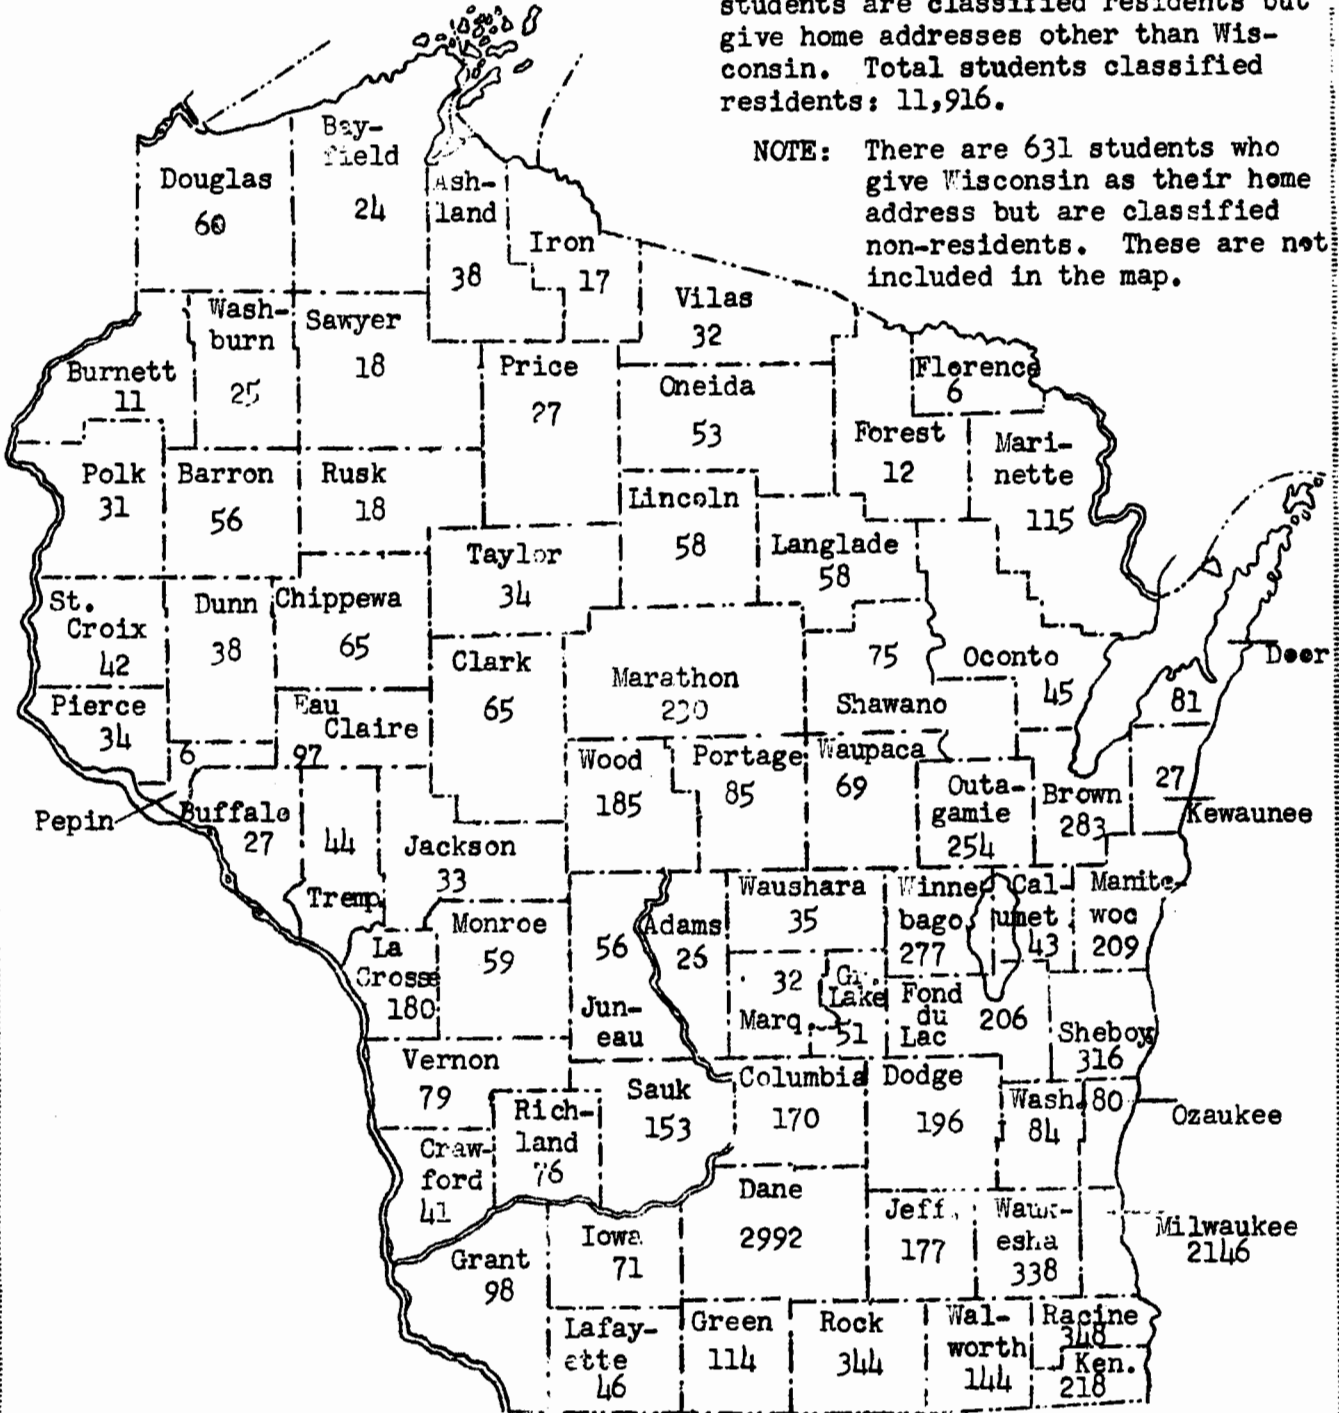 students are classified residents but
give home addresses other than Wis-
consin. Total students classified
residents: 11,916.
NOTE: There are 631 students who
give Wisconsin as their home
address but are classified
non-residents. These are not
included in the map.
Douglas
60
Bay-
field
24
Ash-
land
38
Iron
17
Vilas
32
Burnett
11
Wash-
burn
25
Sawyer
18
Price
27
Oneida
53
Florence
6
Forest
12
Mari-
nette
115
Polk
31
Barron
56
Rusk
18
Lincoln
58
Langlade
58
Taylor
34
St.
Croix
42
Dunn
38
Chippewa
65
Clark
65
Marathon
75
Shawano
Oconto
45
Door
81
Pierce
34
6
Pepin
Eau
Claire
97
Wood
185
Portage
85
Waupaca
69
Outa-
gamie
254
Brown
283
27
Kewaunee
Buffalo
27
44
Tremp.
Jackson
33
La
Crosse
180
Monroe
59
56
Jun-
eau
Adams
26
Waushara
35
32
Marq.
Gr.
Lake
51
Winne-
bago
277
Cal-
umet
43
Manito-
woc
209
Fond
du
Lac
206
Sheboy.
316
Vernon
79
Rich-
land
76
Sauk
153
Columbia
170
Dodge
196
Wash.
84
80
Ozaukee
Craw-
ford
41
Dane
2992
Jeff.
177
Wauk-
esha
338
Milwaukee
2146
Grant
98
Iowa
71
Lafay-
ette
46
Green
114
Rock
344
Wal-
worth
144
Racine
348
Ken.
218